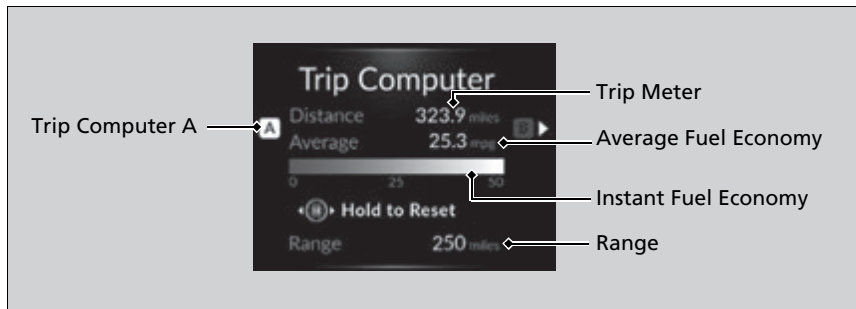 Trip Computer
Trip Computer A
A
Distance 323.9 miles
Trip Meter
B
Average 25.3 mpg
Average Fuel Economy
0 25 50
Instant Fuel Economy
Hold to Reset
Range 250 miles
Range